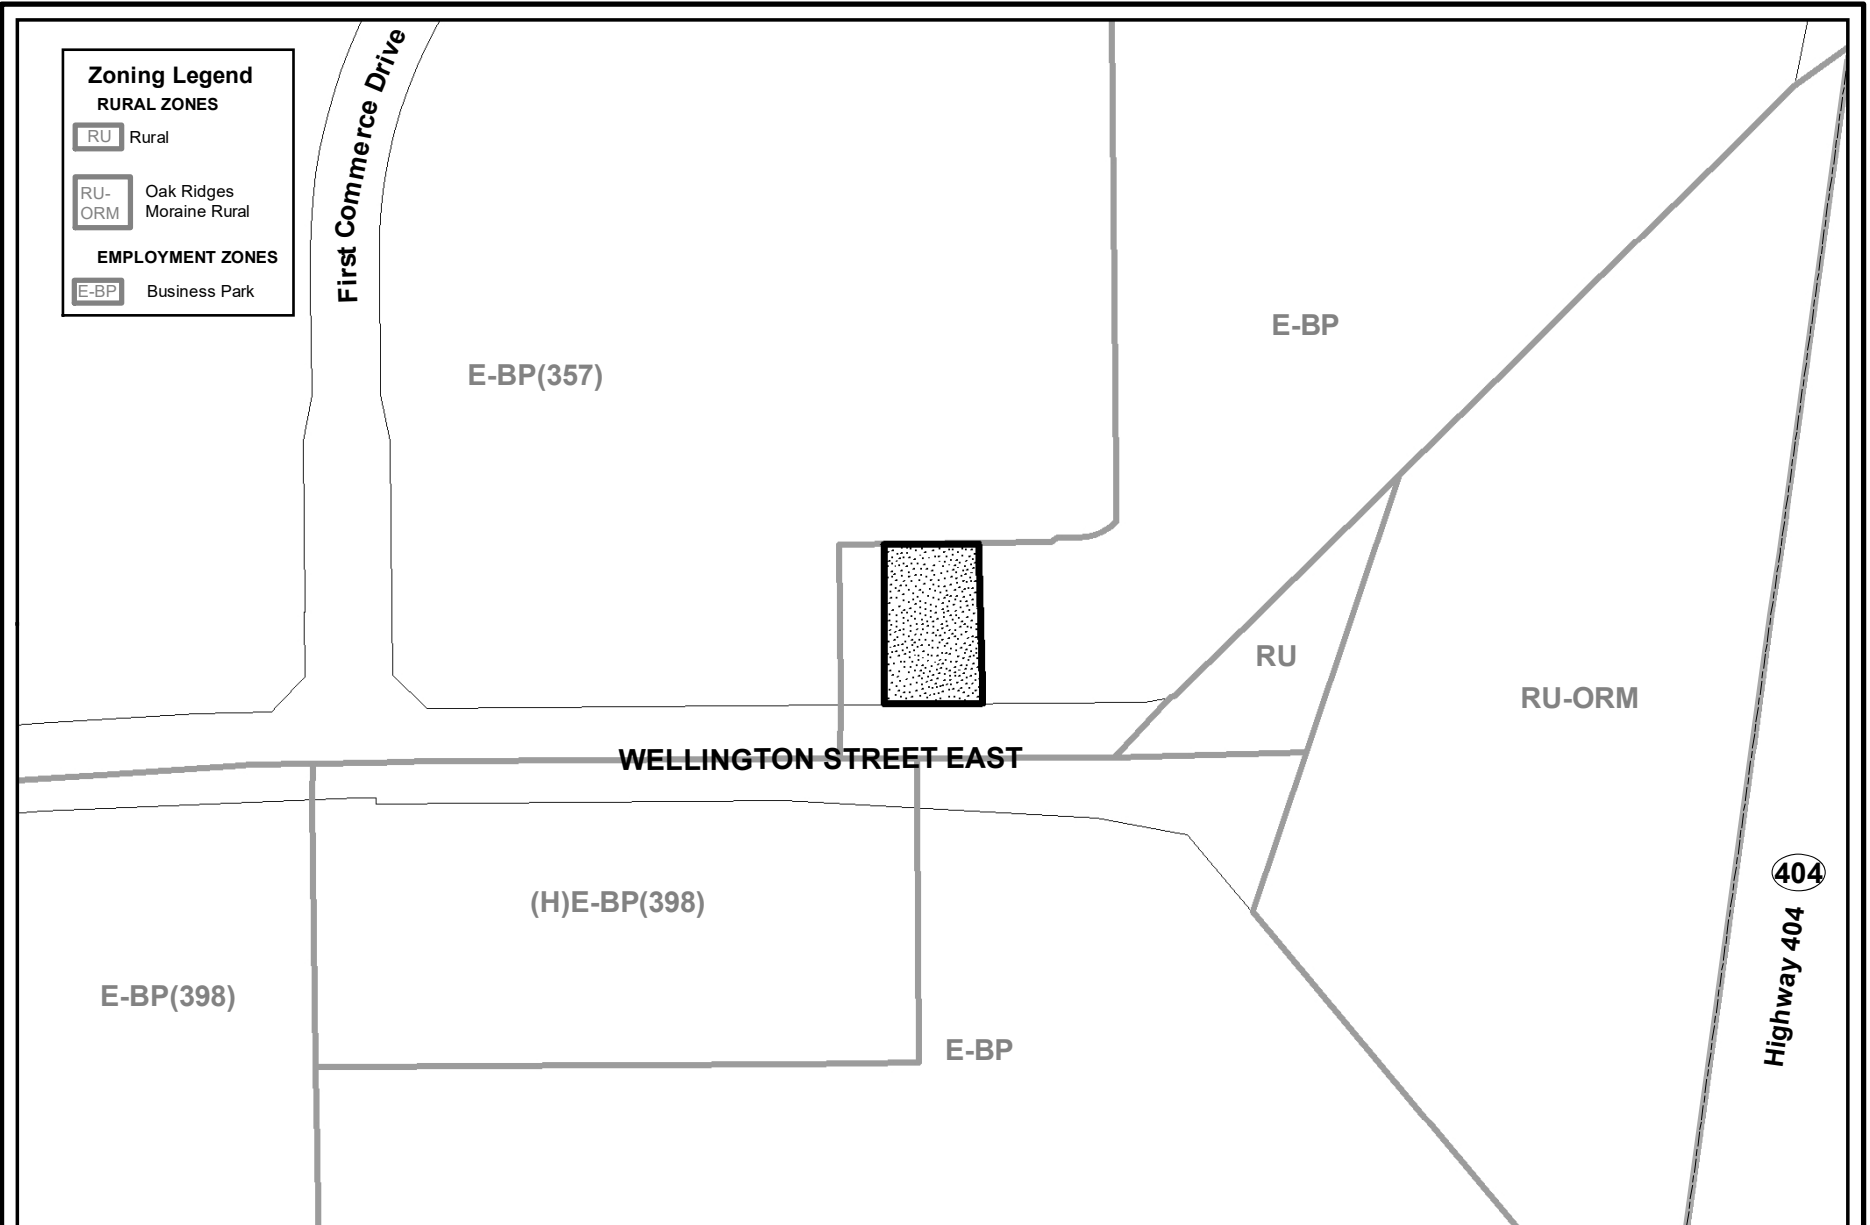 Zoning Legend
RURAL ZONES
RU Rural
RU-
ORM
Oak Ridges
Moraine Rural
EMPLOYMENT ZONES
E-BP Business Park
First Commerce Drive
E-BP
E-BP(357)
RU
RU-ORM
WELLINGTON STREET EAST
404
Highway 404
(H)E-BP(398)
E-BP(398)
E-BP